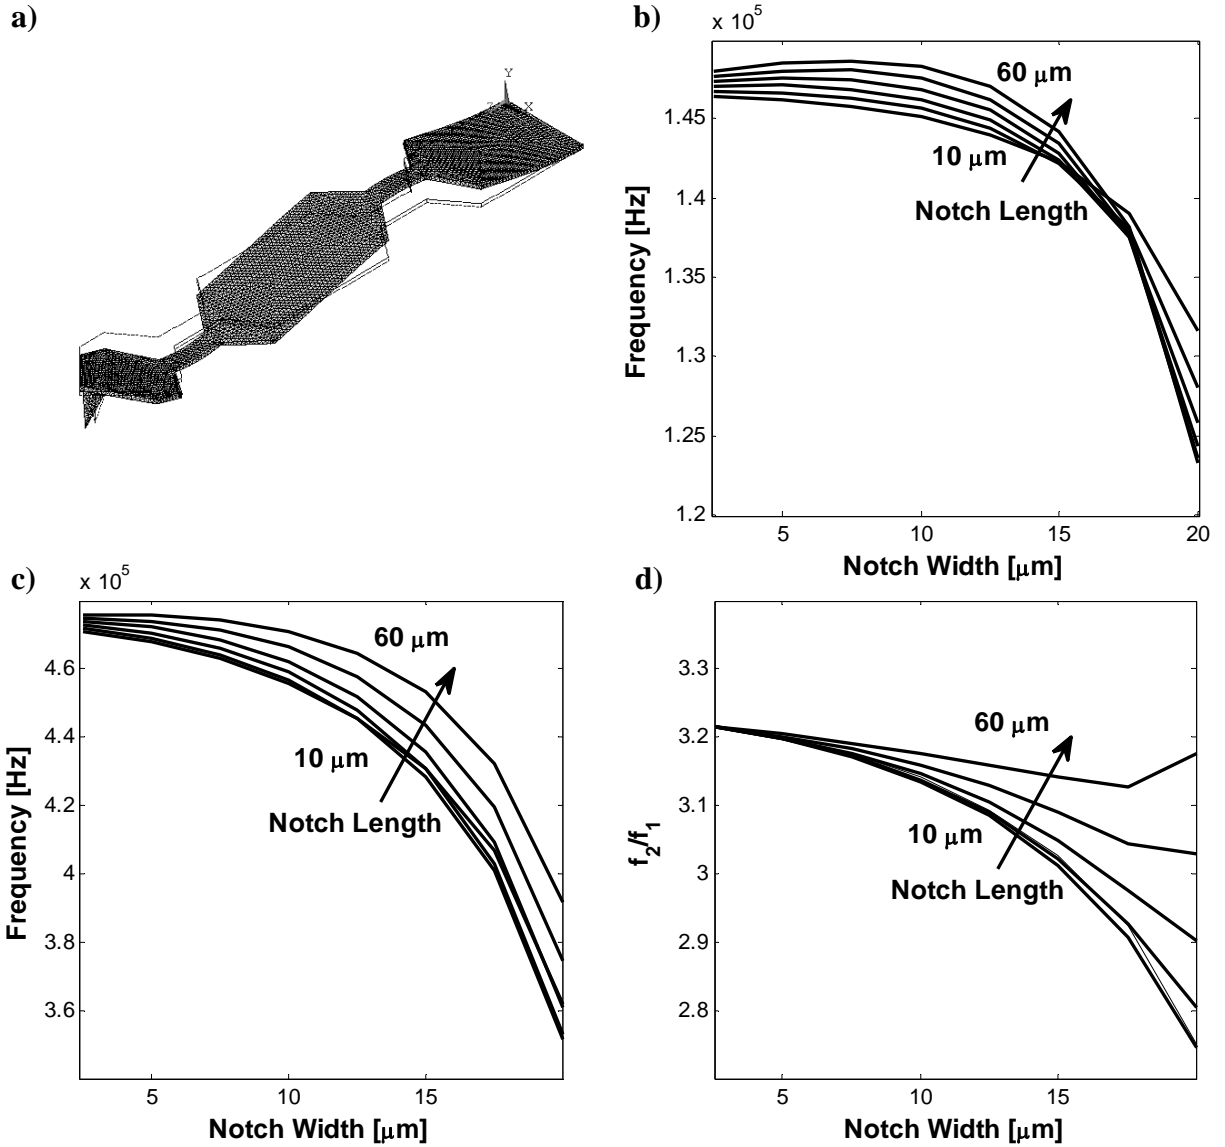 a)
Y
Z
X
b)
x 10⁵
1.45
1.4
1.35
1.3
1.25
1.2
5
10
15
20
Frequency [Hz]
Notch Width [μm]
60 μm
10 μm
Notch Length
c)
x 10⁵
4.6
4.4
4.2
4
3.8
3.6
5
10
15
Frequency [Hz]
Notch Width [μm]
60 μm
10 μm
Notch Length
d)
3.3
3.2
3.1
3
2.9
2.8
5
10
15
f₂/f₁
Notch Width [μm]
60 μm
10 μm
Notch Length